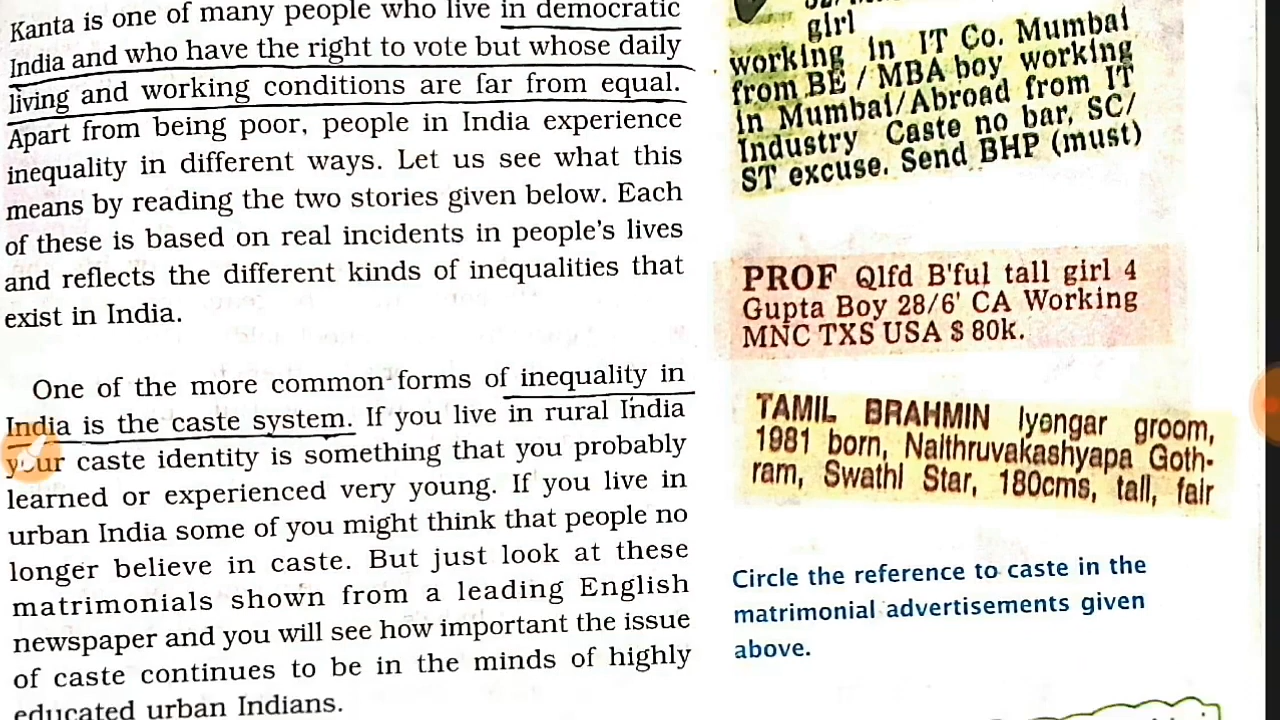 Kanta is one of many people who live in democratic
India and who have the right to vote but whose daily
living and working conditions are far from equal.
Apart from being poor, people in India experience
inequality in different ways. Let us see what this
means by reading the two stories given below. Each
of these is based on real incidents in people's lives
and reflects the different kinds of inequalities that
exist in India.
One of the more common forms of inequality in
India is the caste system. If you live in rural India
your caste identity is something that you probably
learned or experienced very young. If you live in
urban India some of you might think that people no
longer believe in caste. But just look at these
matrimonials shown from a leading English
newspaper and you will see how important the issue
of caste continues to be in the minds of highly
educated urban Indians.
girl
working in IT Co. Mumbai
from BE / MBA boy working
in Mumbai/Abroad from IT
Industry Caste no bar, SC/
ST excuse. Send BHP (must)
PROF Qlfd B'ful tall girl 4
Gupta Boy 28/6' CA Working
MNC TXS USA $ 80k.
TAMIL BRAHMIN Iyengar groom,
1981 born, Naithruvakashyapa Goth-
ram, Swathi Star, 180cms, tall, fair
Circle the reference to caste in the
matrimonial advertisements given
above.